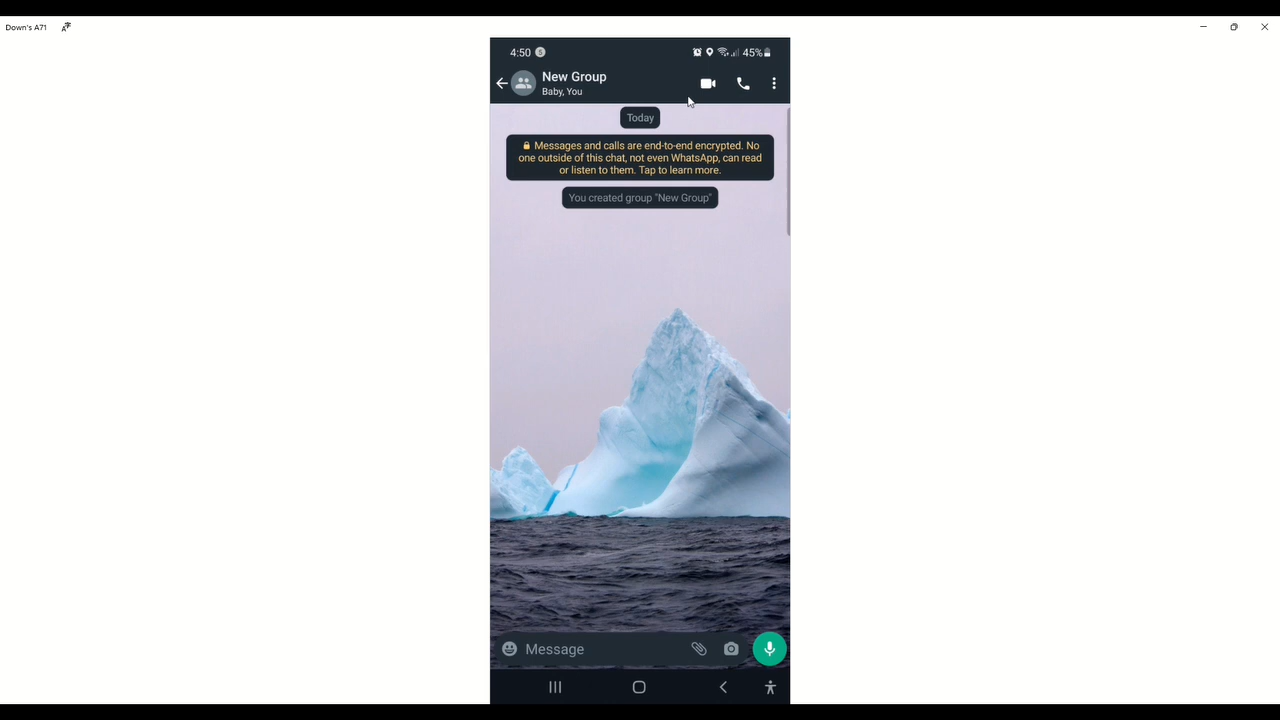 Down's A71
4:50 S 45%
New Group
Baby, You
Today
Messages and calls are end-to-end encrypted. No
one outside of this chat, not even WhatsApp, can read
or listen to them. Tap to learn more.
You created group "New Group"
Message